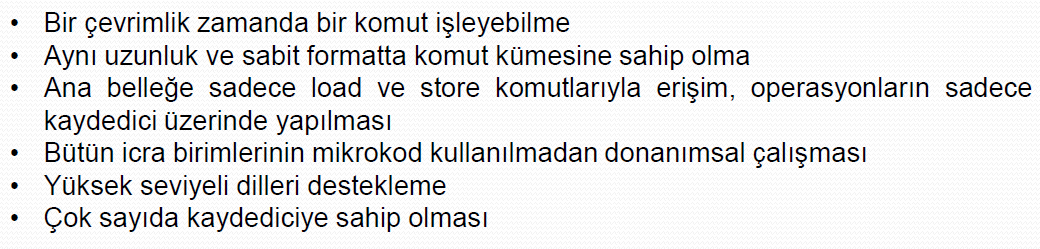 • Bir çevrimlik zamanda bir komut işleyebilme
• Aynı uzunluk ve sabit formatta komut kümesine sahip olma
• Ana belleğe sadece load ve store komutlarıyla erişim, operasyonların sadece
kaydedici üzerinde yapılması
• Bütün icra birimlerinin mikrokod kullanılmadan donanımsal çalışması
• Yüksek seviyeli dilleri destekleme
• Çok sayıda kaydediciye sahip olması